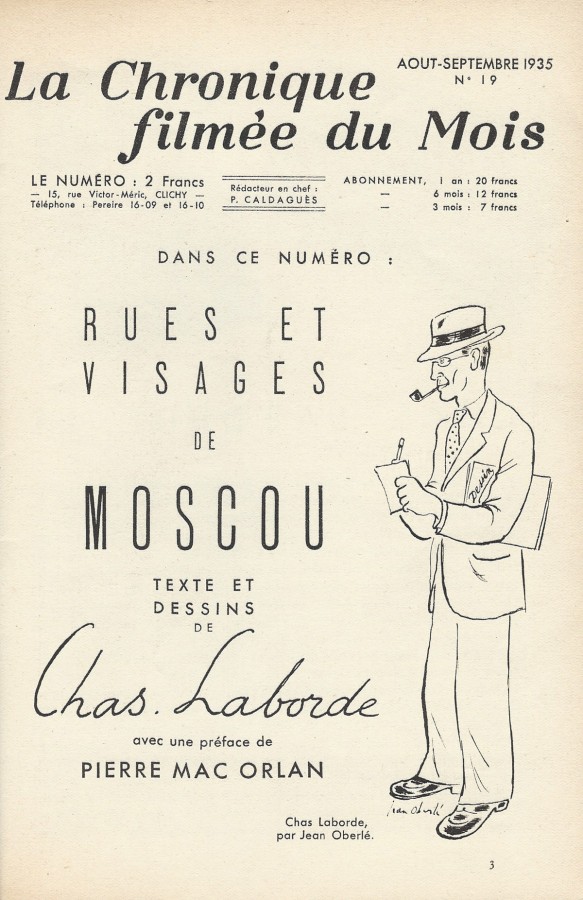 AOUT-SEPTEMBRE 1935
N° 19
La Chronique
filmée du Mois
LE NUMÉRO : 2 Francs
— 15, rue Victor-Méric, CLICHY —
Téléphone : Pereire 16-09 et 16-10
Rédacteur en chef :
P. CALDAGUÈS
ABONNEMENT, 1 an : 20 francs
— 6 mois : 12 francs
— 3 mois : 7 francs
DANS CE NUMÉRO :
RUES ET
VISAGES
DE
MOSCOU
TEXTE ET
DESSINS
DE
Chas. Laborde
avec une préface de
PIERRE MAC ORLAN
Dessin
jean Oberlé
Chas Laborde,
par Jean Oberlé.
3